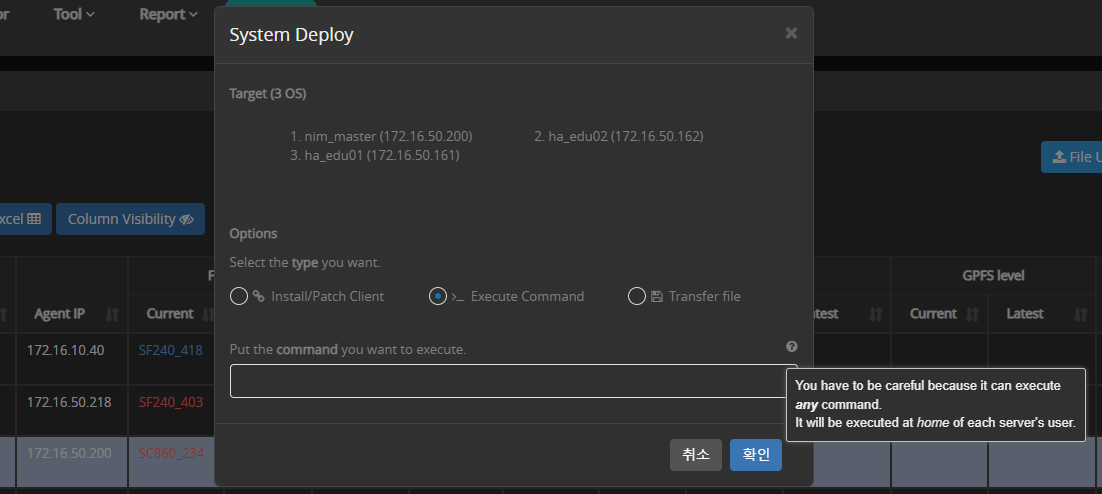 or Tool Report
System Deploy ×
Target (3 OS)
1. nim_master (172.16.50.200) 2. ha_edu02 (172.16.50.162)
3. ha_edu01 (172.16.50.161)
File U
xcel Column Visibility
Options
Select the type you want.
F GPFS level
Install/Patch Client >_ Execute Command Transfer file
Agent IP Current test Current Latest
Put the command you want to execute. ?
172.16.10.40 SF240_418
You have to be careful because it can execute
any command.
It will be executed at home of each server's user.
172.16.50.218 SF240_403
172.16.50.200 SC860_234
취소 확인